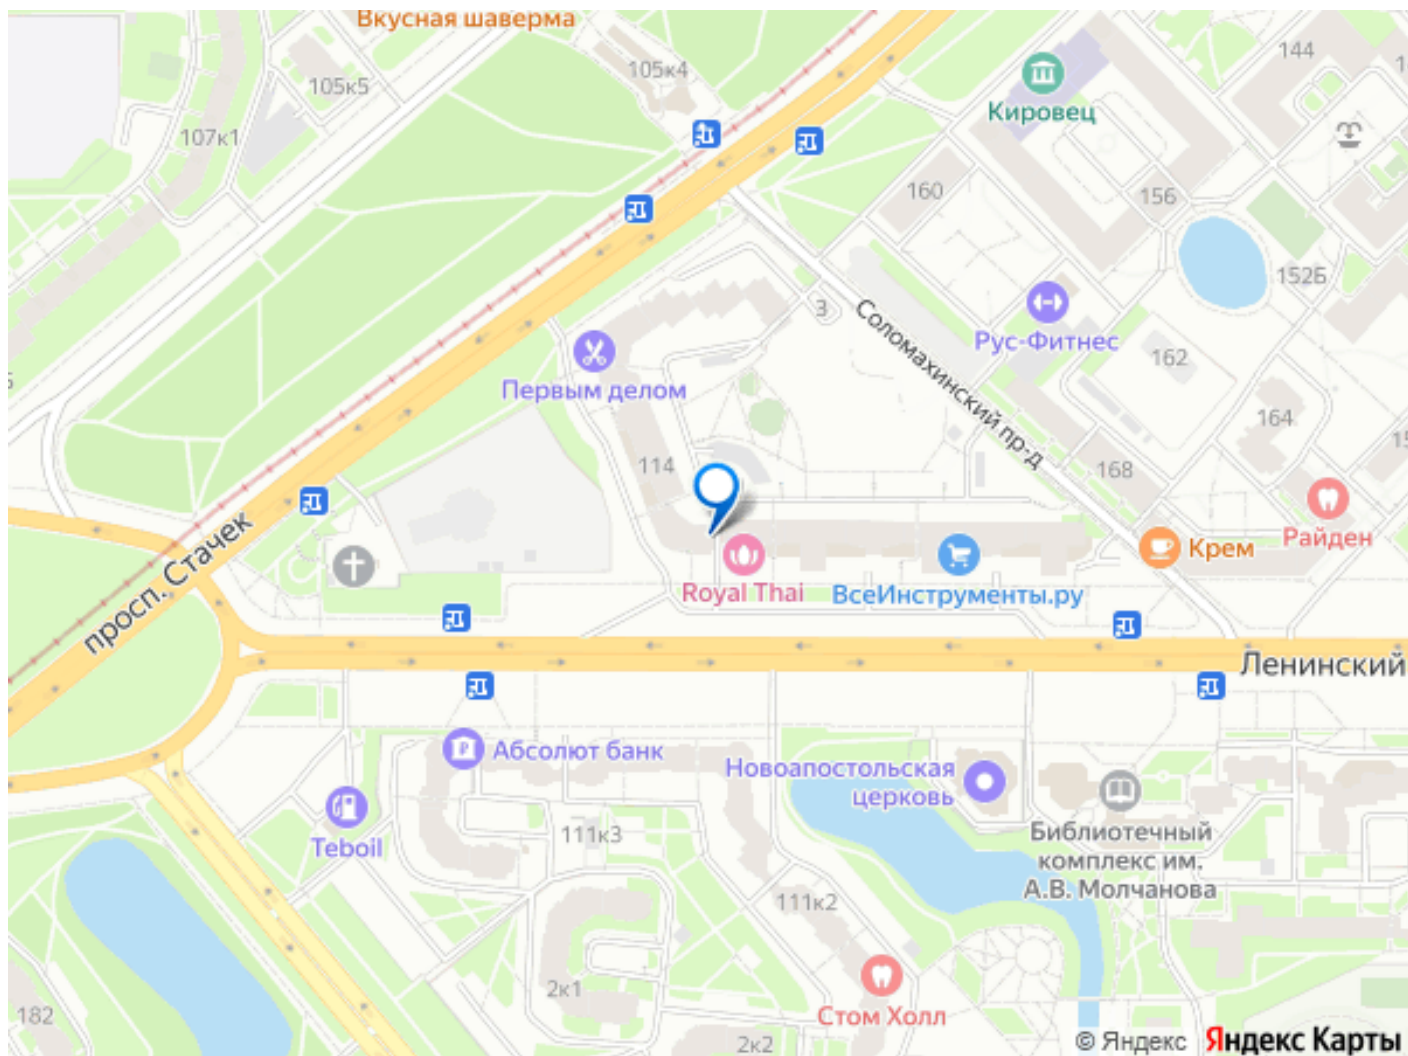 Вкусная шаверма
105к4
105к5
144
Кировец
107к1
160
156
152Б
3
Соломахинский пр-д
Рус-Фитнес
Первым делом
162
164
114
168
Райден
просп. Стачек
Крем
Royal Thai
ВсеИнструменты.ру
Ленинский
Абсолют банк
Новоапостольская
церковь
Teboil
111к3
Библиотечный
комплекс им.
А.В. Молчанова
111к2
2к1
Стом Холл
182
2к2
© Яндекс Яндекс Карты